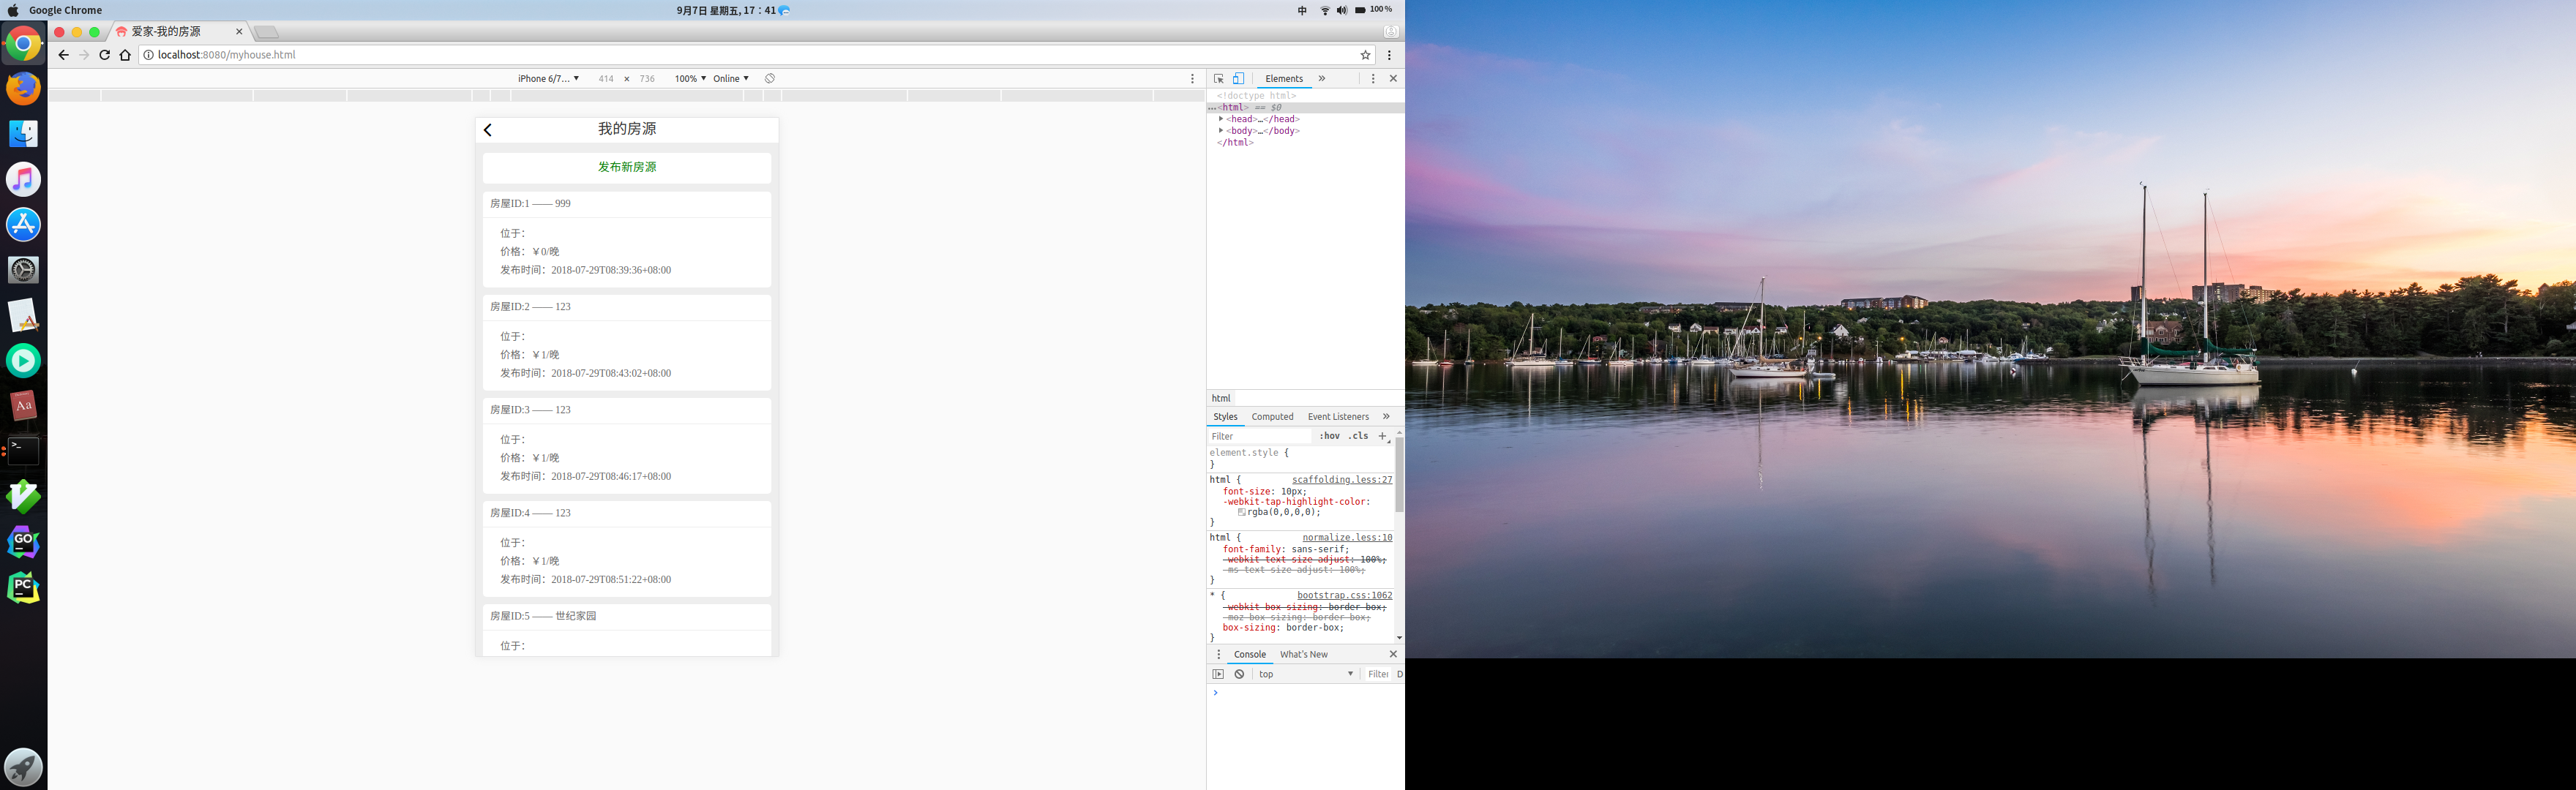 Google Chrome
9月7日 星期五, 17：41
中
100%
爱家-我的房源
localhost:8080/myhouse.html
iPhone 6/7… ▼ 414 × 736 100% ▼ Online ▼
我的房源
发布新房源
房屋ID:1 —— 999
位于：
价格：￥0/晚
发布时间：2018-07-29T08:39:36+08:00
房屋ID:2 —— 123
位于：
价格：￥1/晚
发布时间：2018-07-29T08:43:02+08:00
房屋ID:3 —— 123
位于：
价格：￥1/晚
发布时间：2018-07-29T08:46:17+08:00
房屋ID:4 —— 123
位于：
价格：￥1/晚
发布时间：2018-07-29T08:51:22+08:00
房屋ID:5 —— 世纪家园
位于：
Elements »
<!doctype html>
…<html> == $0
<head>…</head>
<body>…</body>
</html>
html
Styles Computed Event Listeners »
Filter :hov .cls +
element.style {
}
html { scaffolding.less:27
font-size: 10px;
-webkit-tap-highlight-color:
rgba(0,0,0,0);
}
html { normalize.less:10
font-family: sans-serif;
-webkit-text-size-adjust: 100%;
-ms-text-size-adjust: 100%;
}
* { bootstrap.css:1062
-webkit-box-sizing: border-box;
-moz-box-sizing: border-box;
box-sizing: border-box;
}
Console What's New
top ▼ Filter D
>
Aa
>_
GO
PC